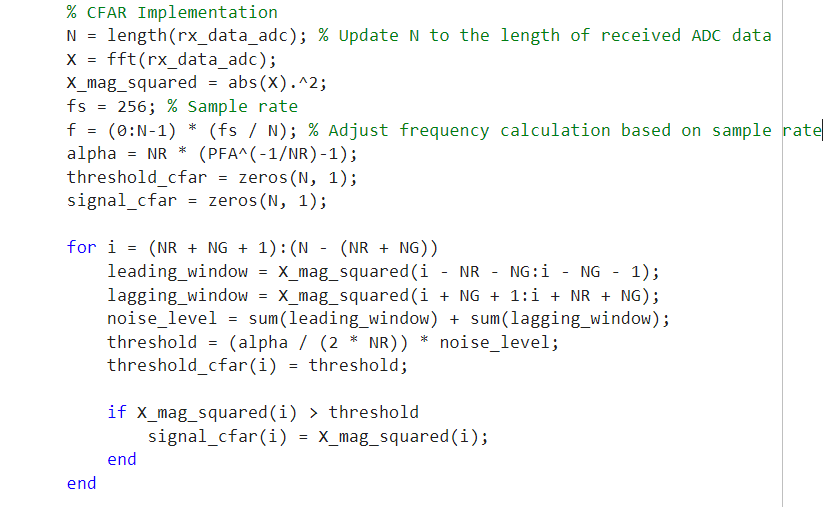 % CFAR Implementation
N = length(rx_data_adc); % Update N to the length of received ADC data
X = fft(rx_data_adc);
X_mag_squared = abs(X).^2;
fs = 256; % Sample rate
f = (0:N-1) * (fs / N); % Adjust frequency calculation based on sample rate
alpha = NR * (PFA^(-1/NR)-1);
threshold_cfar = zeros(N, 1);
signal_cfar = zeros(N, 1);

for i = (NR + NG + 1):(N - (NR + NG))
    leading_window = X_mag_squared(i - NR - NG:i - NG - 1);
    lagging_window = X_mag_squared(i + NG + 1:i + NR + NG);
    noise_level = sum(leading_window) + sum(lagging_window);
    threshold = (alpha / (2 * NR)) * noise_level;
    threshold_cfar(i) = threshold;

    if X_mag_squared(i) > threshold
        signal_cfar(i) = X_mag_squared(i);
    end
end